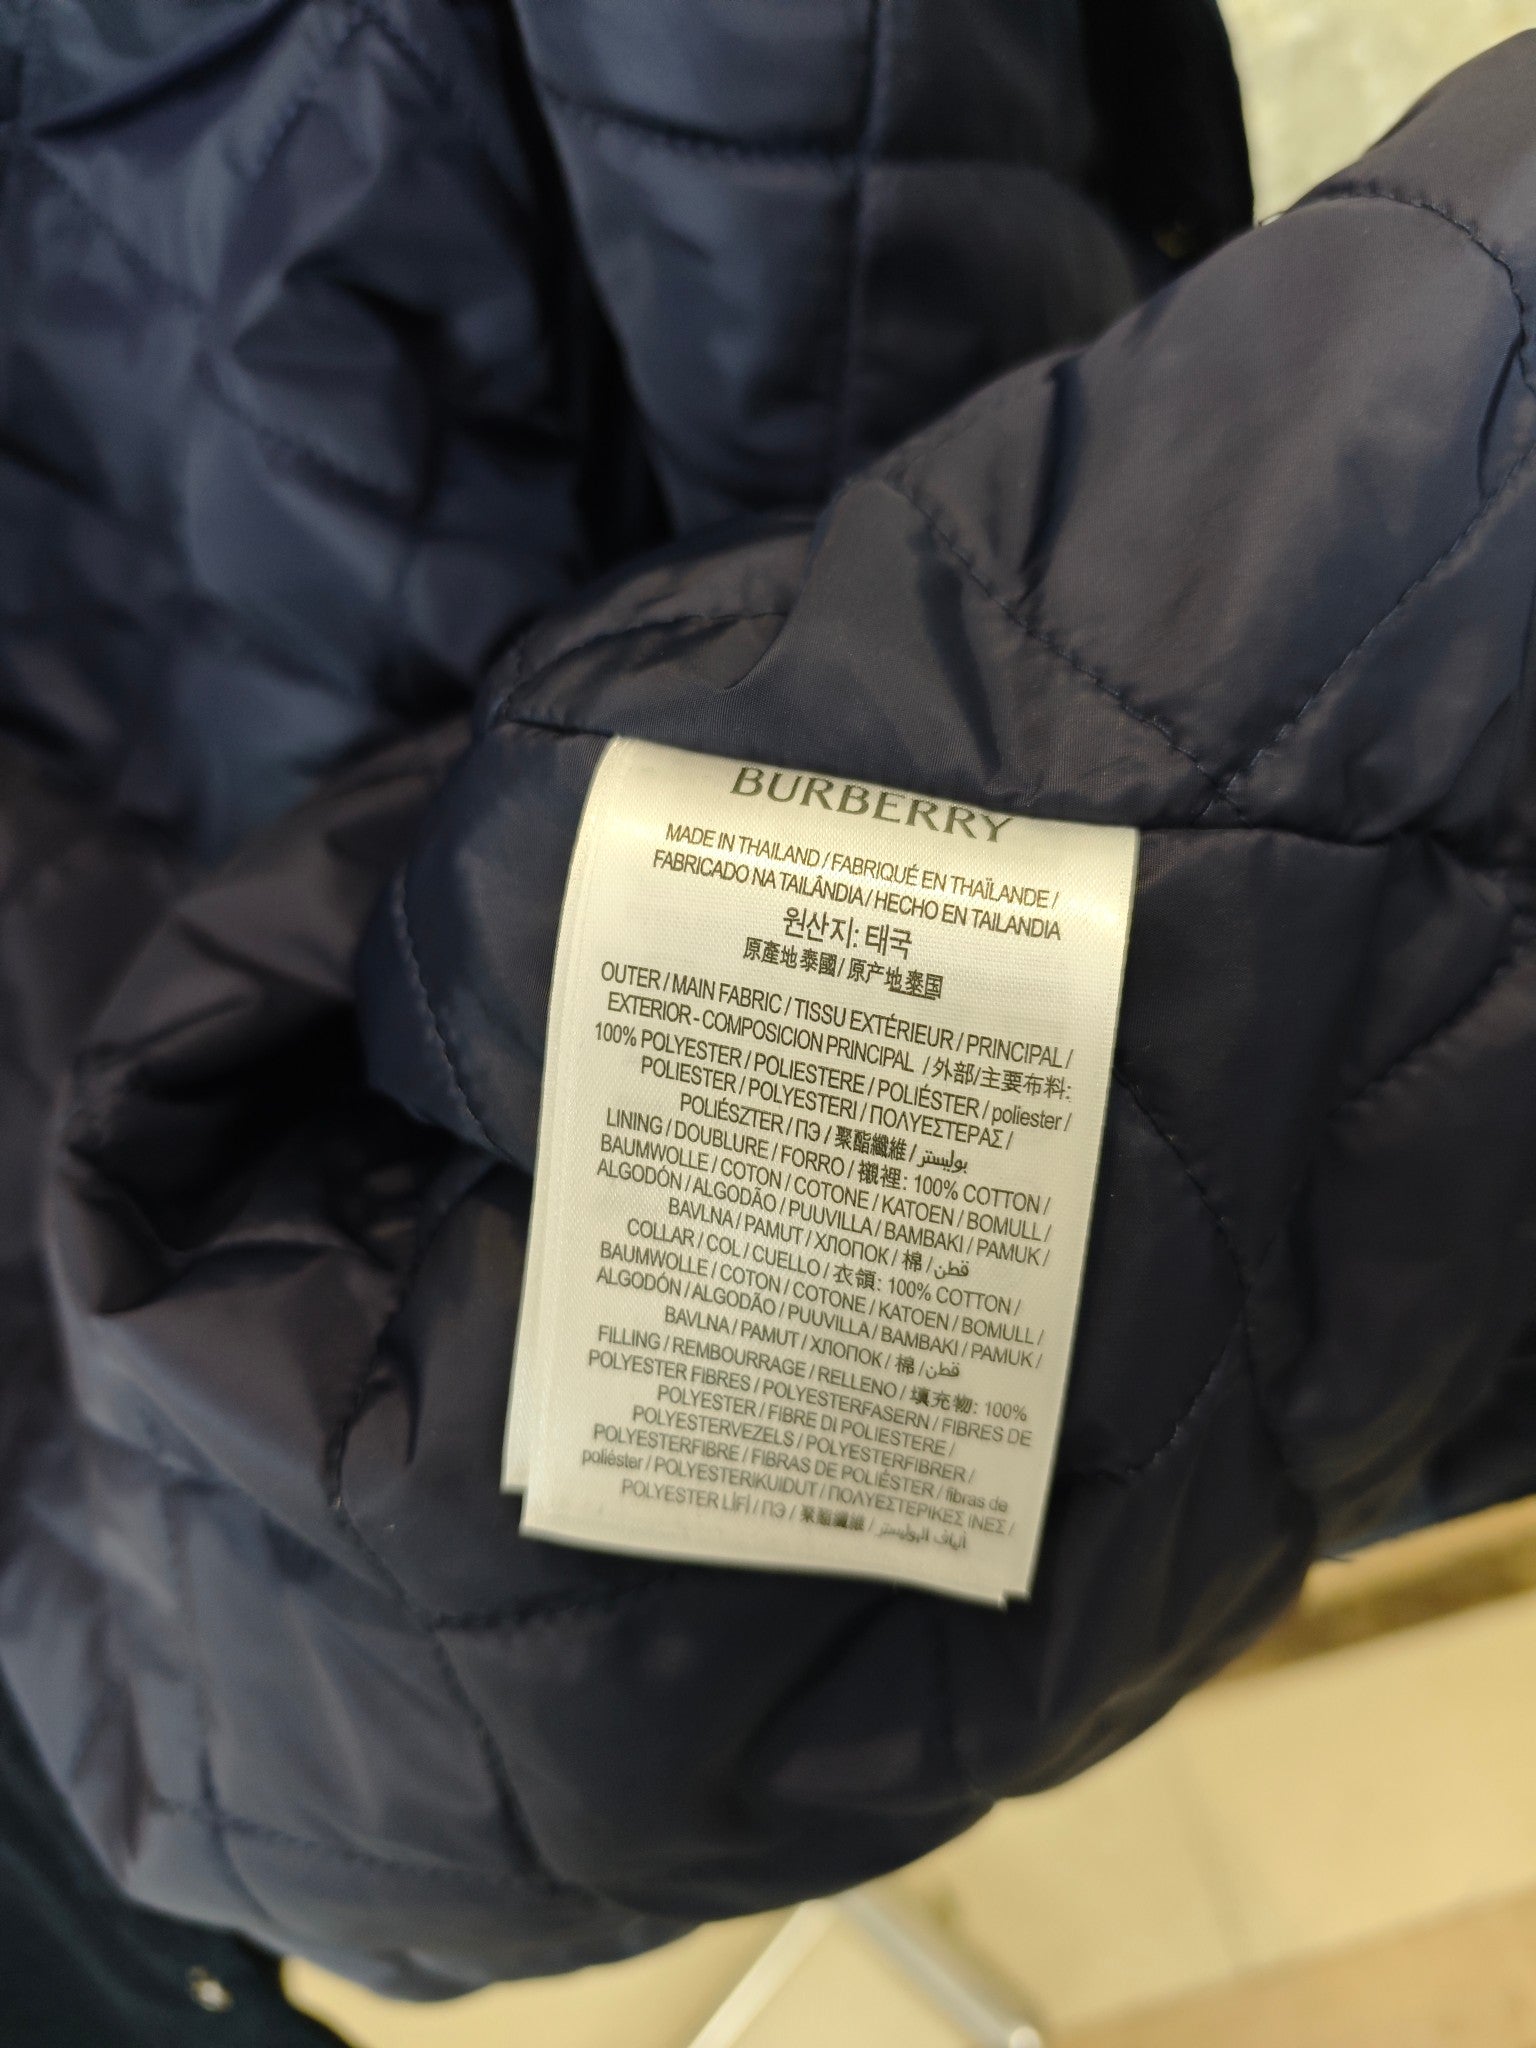 BURBERRY
MADE IN THAILAND / FABRIQUÉ EN THAÏLANDE /
FABRICADO NA TAILÂNDIA / HECHO EN TAILANDIA
원산지: 태국
原產地泰國 / 原产地泰国
OUTER / MAIN FABRIC / TISSU EXTÉRIEUR / PRINCIPAL /
EXTERIOR - COMPOSICION PRINCIPAL / 外部/主要布料:
100% POLYESTER / POLIESTERE / POLIÉSTER / poliester /
POLIESTER / POLYESTERI / ΠΟΛΥΕΣΤΕΡΑΣ /
POLIÉSZTER / ПЭ / 聚酯纖維 / بوليستر
LINING / DOUBLURE / FORRO / 襯裡: 100% COTTON /
BAUMWOLLE / COTON / COTONE / KATOEN / BOMULL /
ALGODÓN / ALGODÃO / PUUVILLA / BAMBAKI / PAMUK /
BAVLNA / PAMUT / ХЛОПОК / 棉 / قطن
COLLAR / COL / CUELLO / 衣領: 100% COTTON /
BAUMWOLLE / COTON / COTONE / KATOEN / BOMULL /
ALGODÓN / ALGODÃO / PUUVILLA / BAMBAKI / PAMUK /
BAVLNA / PAMUT / ХЛОПОК / 棉 / قطن
FILLING / REMBOURRAGE / RELLENO / 填充物: 100%
POLYESTER FIBRES / POLYESTERFASERN / FIBRES DE
POLYESTER / FIBRE DI POLIESTERE /
POLYESTERVEZELS / POLYESTERFIBRER /
POLYESTERFIBRE / FIBRAS DE POLIÉSTER / fibras de
poliéster / POLYESTERIKUIDUT / ΠΟΛΥΕΣΤΕΡΙΚΕΣ ΙΝΕΣ /
POLYESTER LİFİ / ПЭ / 聚酯纖維 / ألياف البوليستر